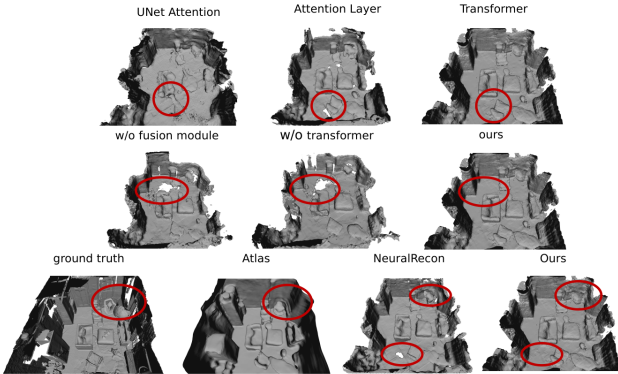 UNet Attention
Attention Layer
Transformer
w/o fusion module
w/o transformer
ours
ground truth
Atlas
NeuralRecon
Ours